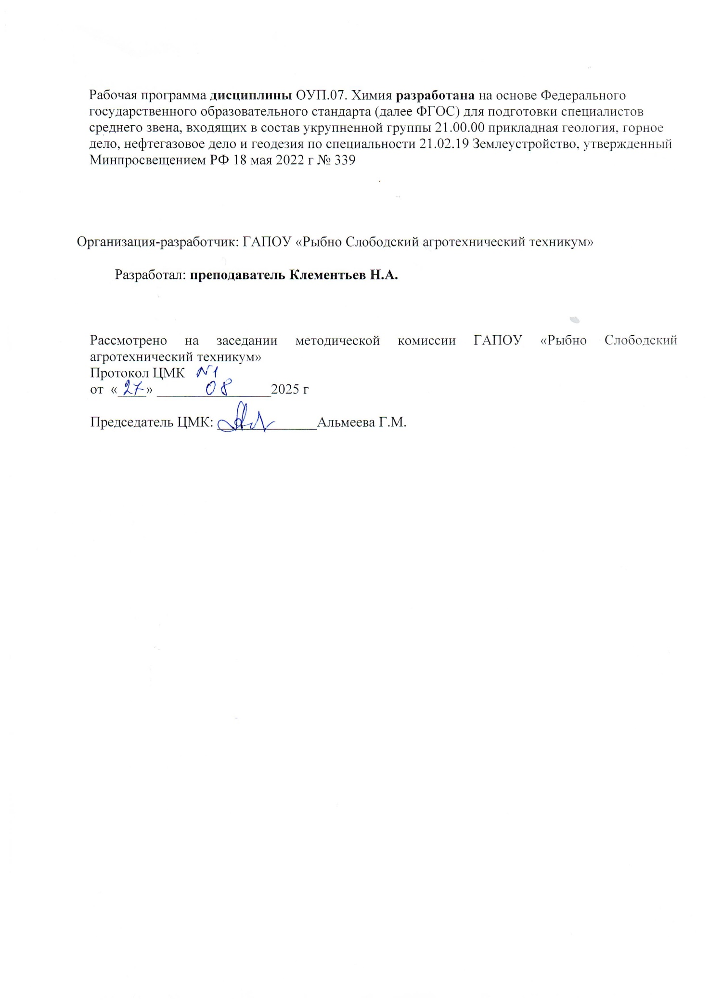 Рабочая программа дисциплины ОУП.07. Химия разработана на основе Федерального
государственного образовательного стандарта (далее ФГОС) для подготовки специалистов
среднего звена, входящих в состав укрупненной группы 21.00.00 прикладная геология, горное
дело, нефтегазовое дело и геодезия по специальности 21.02.19 Землеустройство, утвержденный
Минпросвещением РФ 18 мая 2022 г № 339
Организация-разработчик: ГАПОУ «Рыбно Слободский агротехнический техникум»
Разработал: преподаватель Клементьев Н.А.
Рассмотрено на заседании методической комиссии ГАПОУ «Рыбно Слободский
агротехнический техникум»
Протокол ЦМК N1
от «27» 08 2025 г
Председатель ЦМК: Альмеева Г.М.